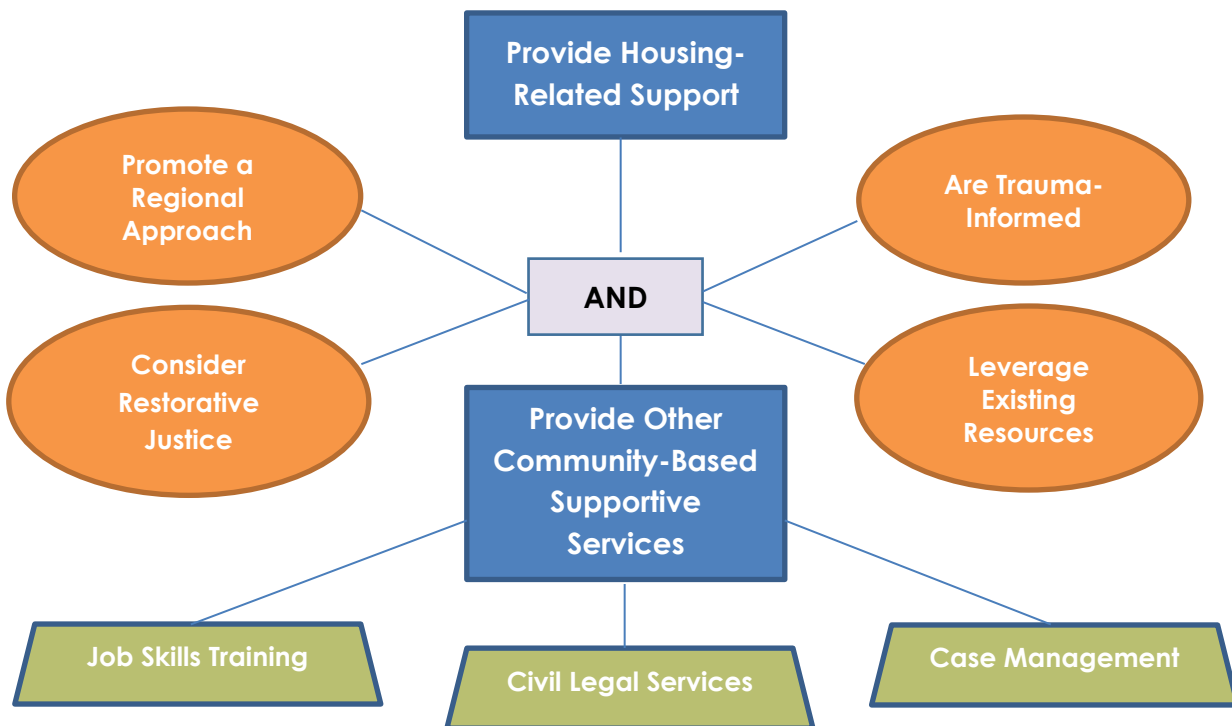 Provide Housing-
Related Support
Promote a
Regional
Approach
Are Trauma-
Informed
AND
Consider
Restorative
Justice
Leverage
Existing
Resources
Provide Other
Community-Based
Supportive
Services
Job Skills Training
Civil Legal Services
Case Management